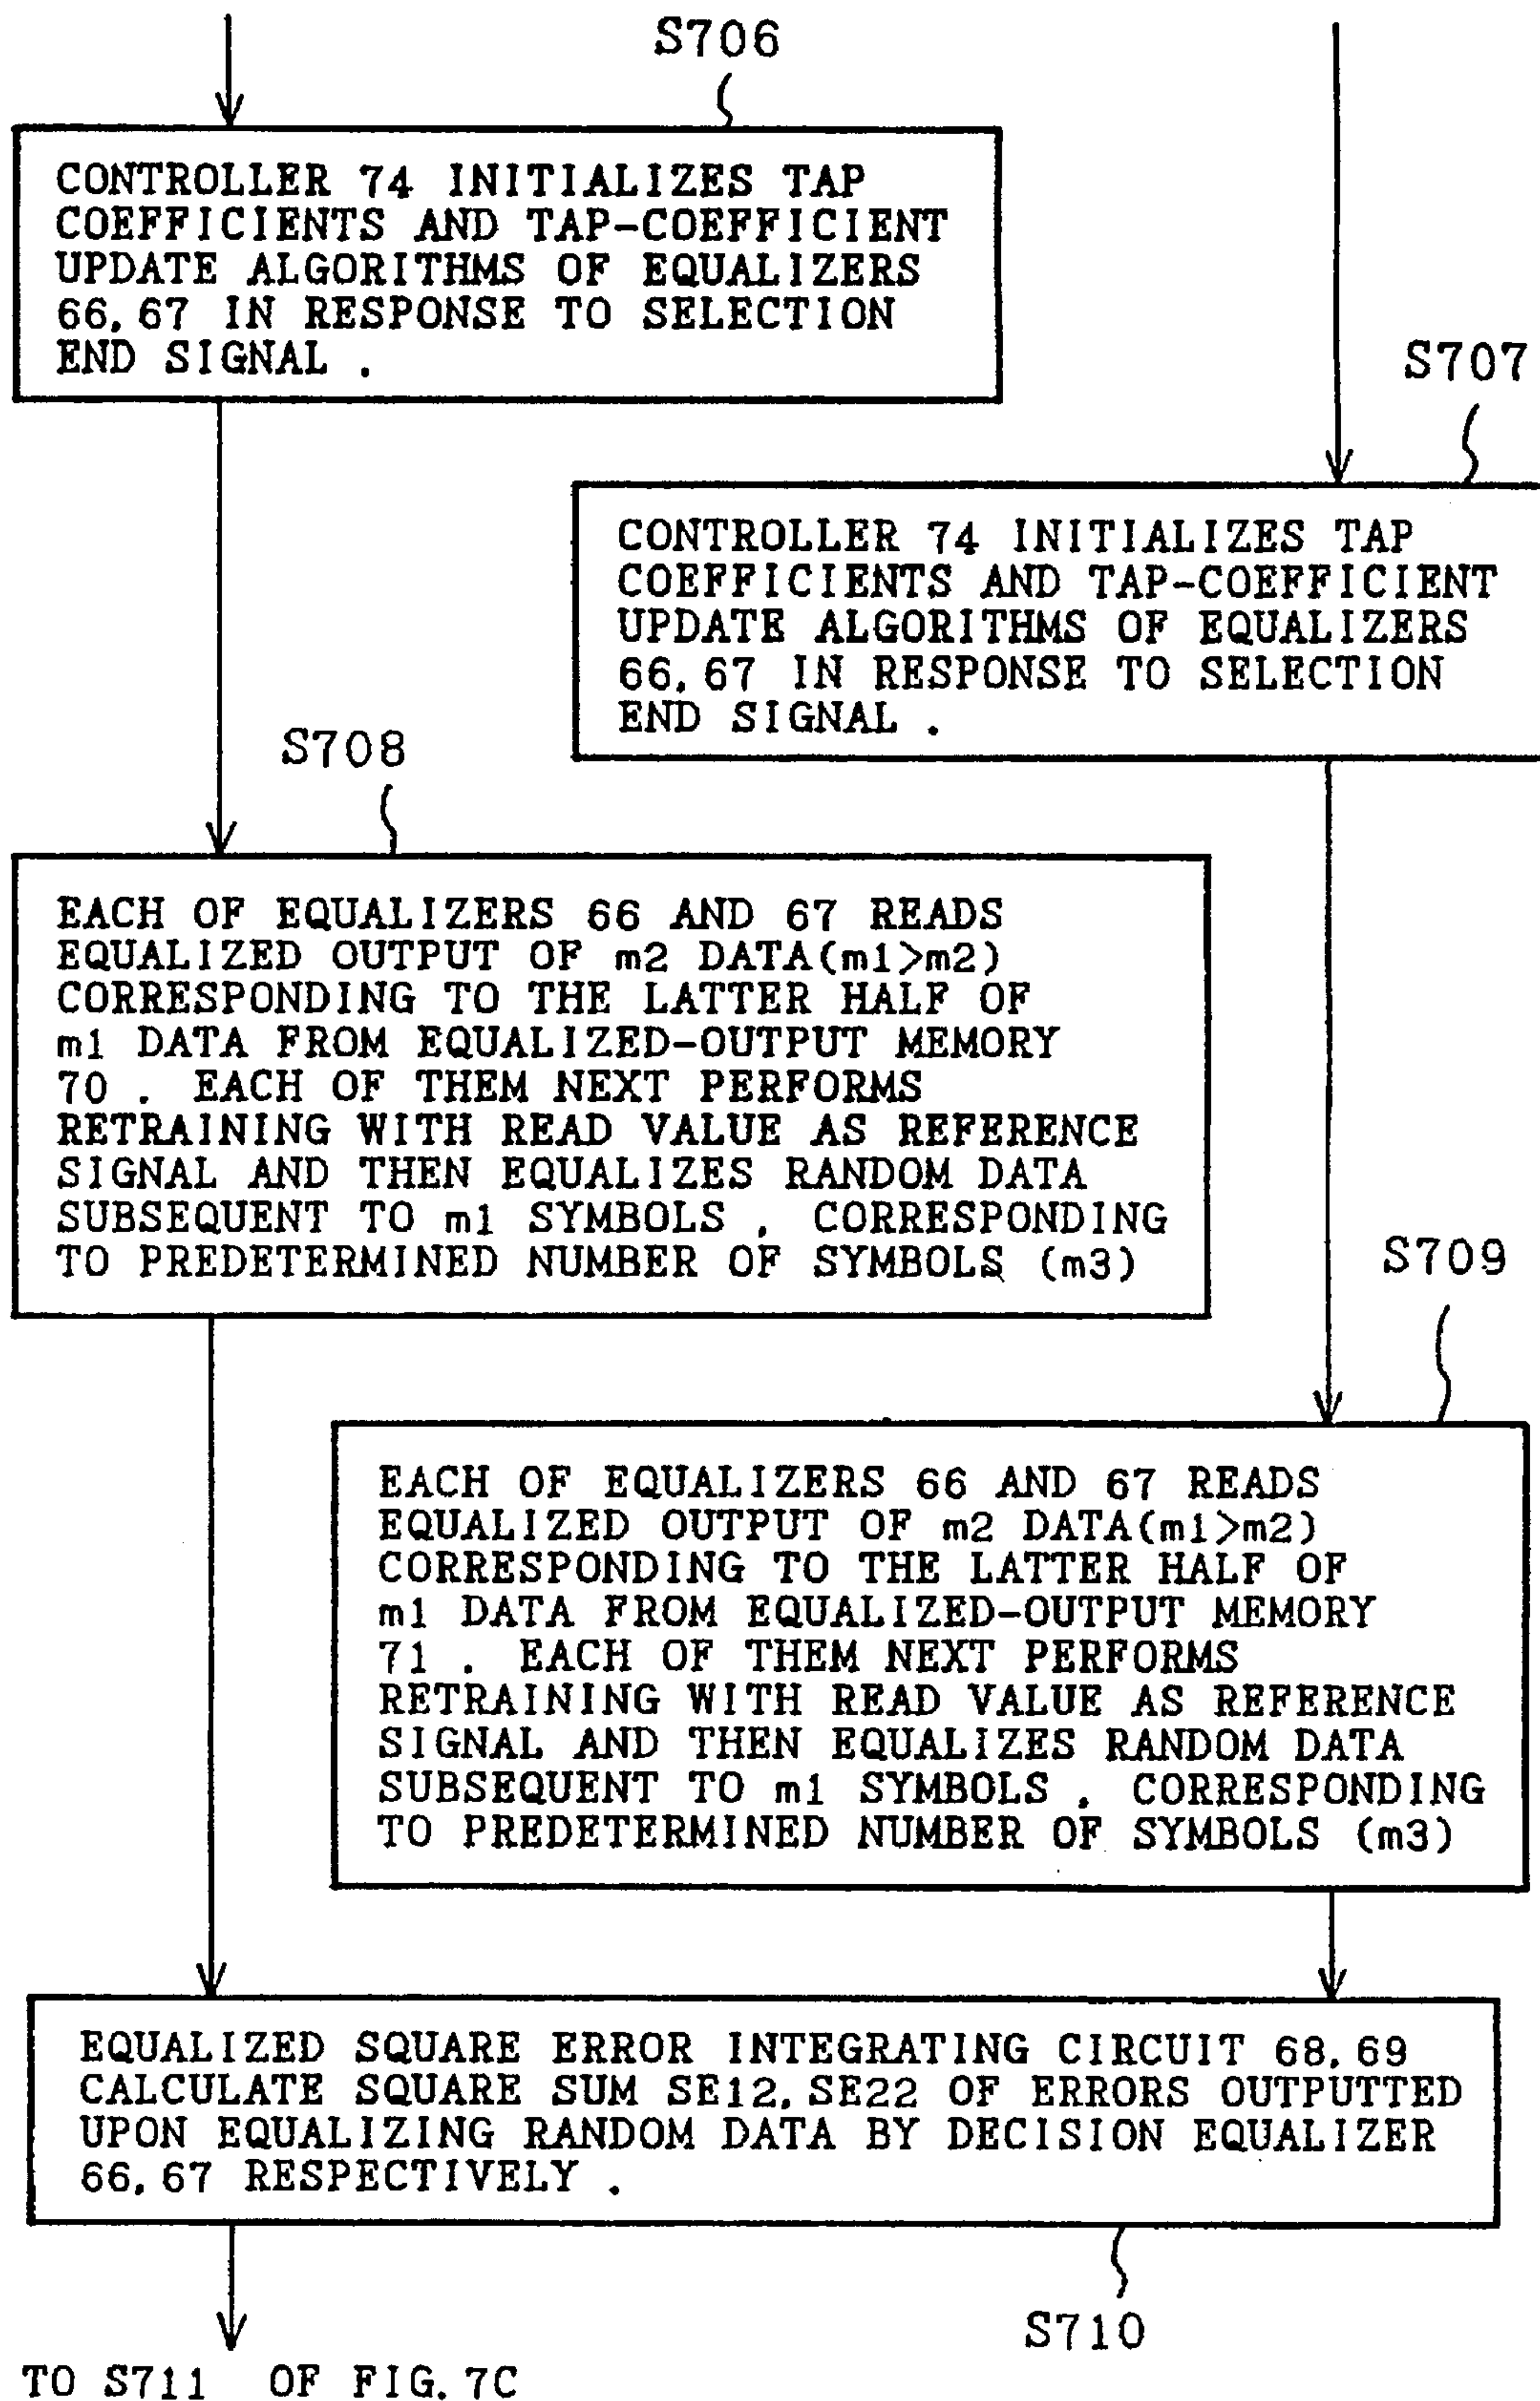 S706
CONTROLLER 74 INITIALIZES TAP
COEFFICIENTS AND TAP-COEFFICIENT
UPDATE ALGORITHMS OF EQUALIZERS
66, 67 IN RESPONSE TO SELECTION
END SIGNAL .
S707
CONTROLLER 74 INITIALIZES TAP
COEFFICIENTS AND TAP-COEFFICIENT
UPDATE ALGORITHMS OF EQUALIZERS
66, 67 IN RESPONSE TO SELECTION
END SIGNAL .
S708
EACH OF EQUALIZERS 66 AND 67 READS
EQUALIZED OUTPUT OF m2 DATA(m1>m2)
CORRESPONDING TO THE LATTER HALF OF
m1 DATA FROM EQUALIZED-OUTPUT MEMORY
70 . EACH OF THEM NEXT PERFORMS
RETRAINING WITH READ VALUE AS REFERENCE
SIGNAL AND THEN EQUALIZES RANDOM DATA
SUBSEQUENT TO m1 SYMBOLS , CORRESPONDING
TO PREDETERMINED NUMBER OF SYMBOLS (m3)
S709
EACH OF EQUALIZERS 66 AND 67 READS
EQUALIZED OUTPUT OF m2 DATA(m1>m2)
CORRESPONDING TO THE LATTER HALF OF
m1 DATA FROM EQUALIZED-OUTPUT MEMORY
71 . EACH OF THEM NEXT PERFORMS
RETRAINING WITH READ VALUE AS REFERENCE
SIGNAL AND THEN EQUALIZES RANDOM DATA
SUBSEQUENT TO m1 SYMBOLS , CORRESPONDING
TO PREDETERMINED NUMBER OF SYMBOLS (m3)
EQUALIZED SQUARE ERROR INTEGRATING CIRCUIT 68, 69
CALCULATE SQUARE SUM SE12, SE22 OF ERRORS OUTPUTTED
UPON EQUALIZING RANDOM DATA BY DECISION EQUALIZER
66, 67 RESPECTIVELY .
S710
TO S711 OF FIG. 7C